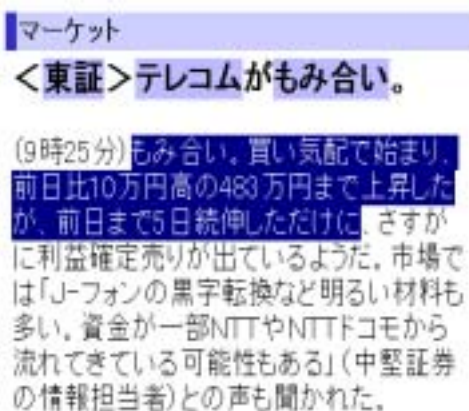 マーケット
＜東証＞テレコムがもみ合い。
(9時25分)もみ合い。買い気配で始まり、
前日比10万円高の483万円まで上昇した
が、前日まで5日続伸しただけに、さすが
に利益確定売りが出ているようだ。市場で
は「J-フォンの黒字転換など明るい材料も
多い。資金が一部NTTやNTTドコモから
流れてきている可能性もある」(中堅証券
の情報担当者)との声も聞かれた。